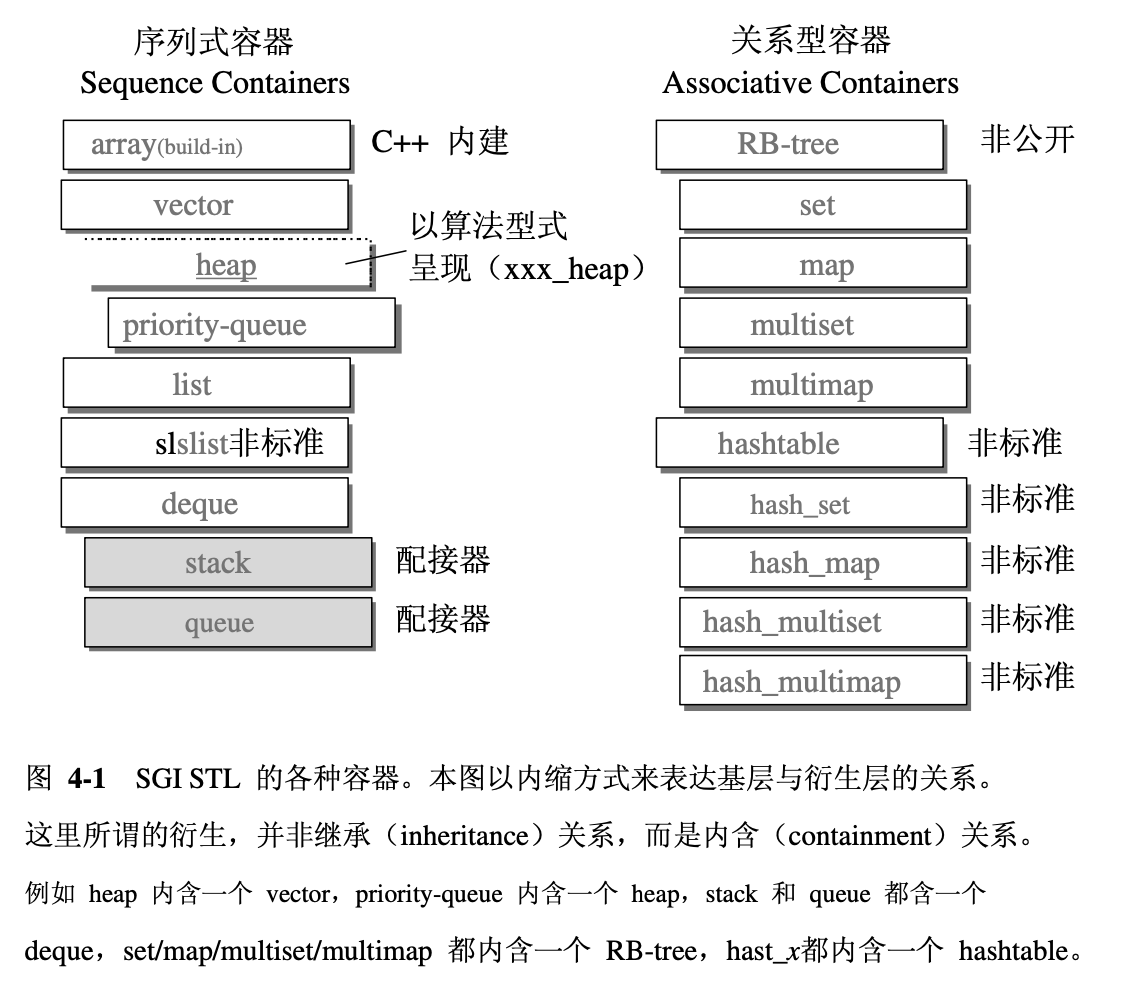 序列式容器
Sequence Containers
array(build-in)
C++ 内建
vector
heap
以算法型式
呈现（xxx_heap）
priority-queue
list
slslist非标准
deque
stack
配接器
queue
配接器
关系型容器
Associative Containers
RB-tree
非公开
set
map
multiset
multimap
hashtable
非标准
hash_set
非标准
hash_map
非标准
hash_multiset
非标准
hash_multimap
非标准
图 4-1 SGI STL 的各种容器。本图以内缩方式来表达基层与衍生层的关系。
这里所谓的衍生，并非继承（inheritance）关系，而是内含（containment）关系。
例如 heap 内含一个 vector，priority-queue 内含一个 heap，stack 和 queue 都含一个
deque，set/map/multiset/multimap 都内含一个 RB-tree，hast_x都内含一个 hashtable。